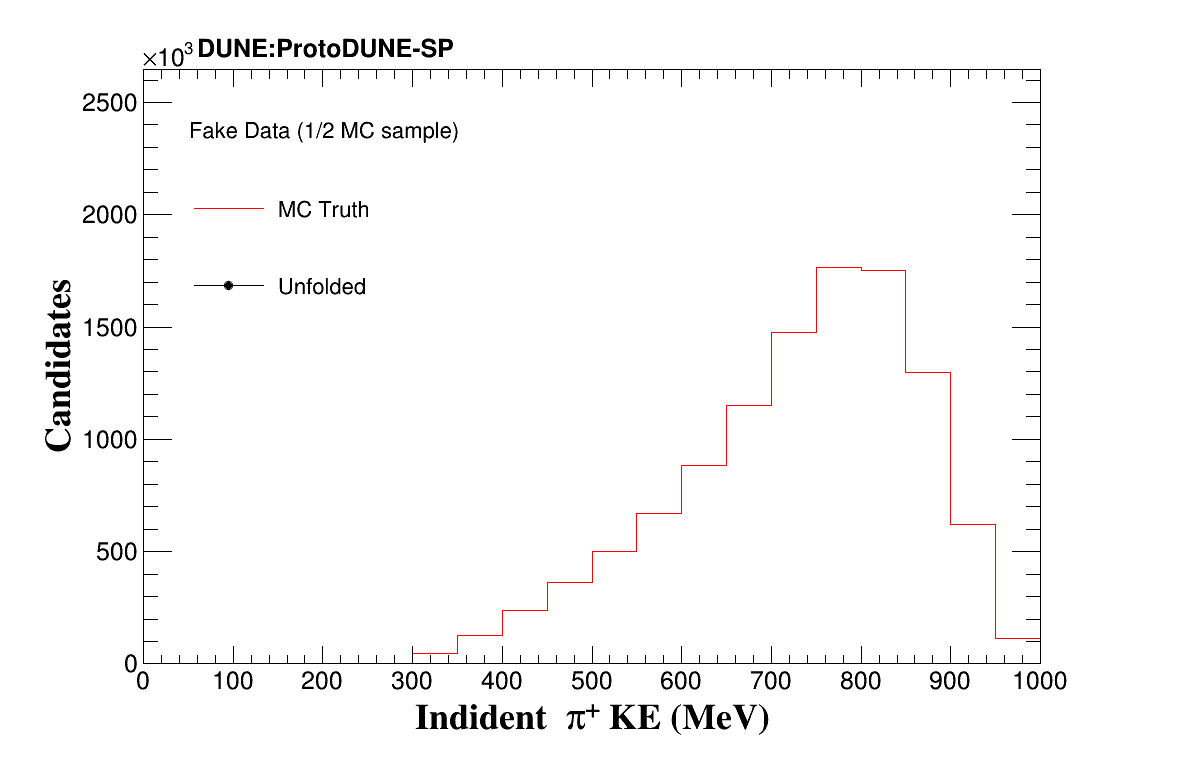 ×10³ DUNE:ProtoDUNE-SP
2500
Fake Data (1/2 MC sample)
MC Truth
2000
Unfolded
1500
Candidates
1000
500
0
0 100 200 300 400 500 600 700 800 900 1000
Indident π⁺ KE (MeV)